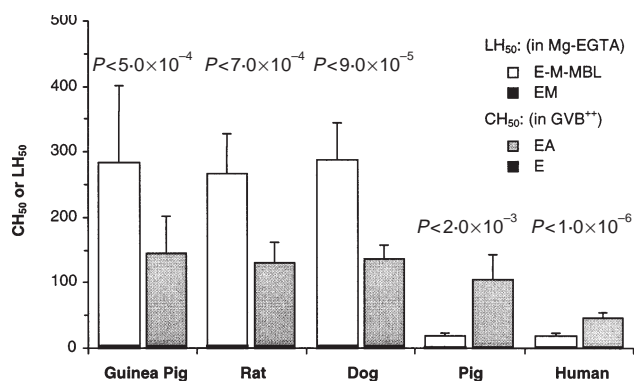 500
400
300
200
100
0
CH₅₀ or LH₅₀
P<5·0×10⁻⁴ P<7·0×10⁻⁴ P<9·0×10⁻⁵
P<2·0×10⁻³ P<1·0×10⁻⁶
LH₅₀: (in Mg-EGTA)
E-M-MBL
EM
CH₅₀: (in GVB⁺⁺)
EA
E
Guinea Pig Rat Dog Pig Human